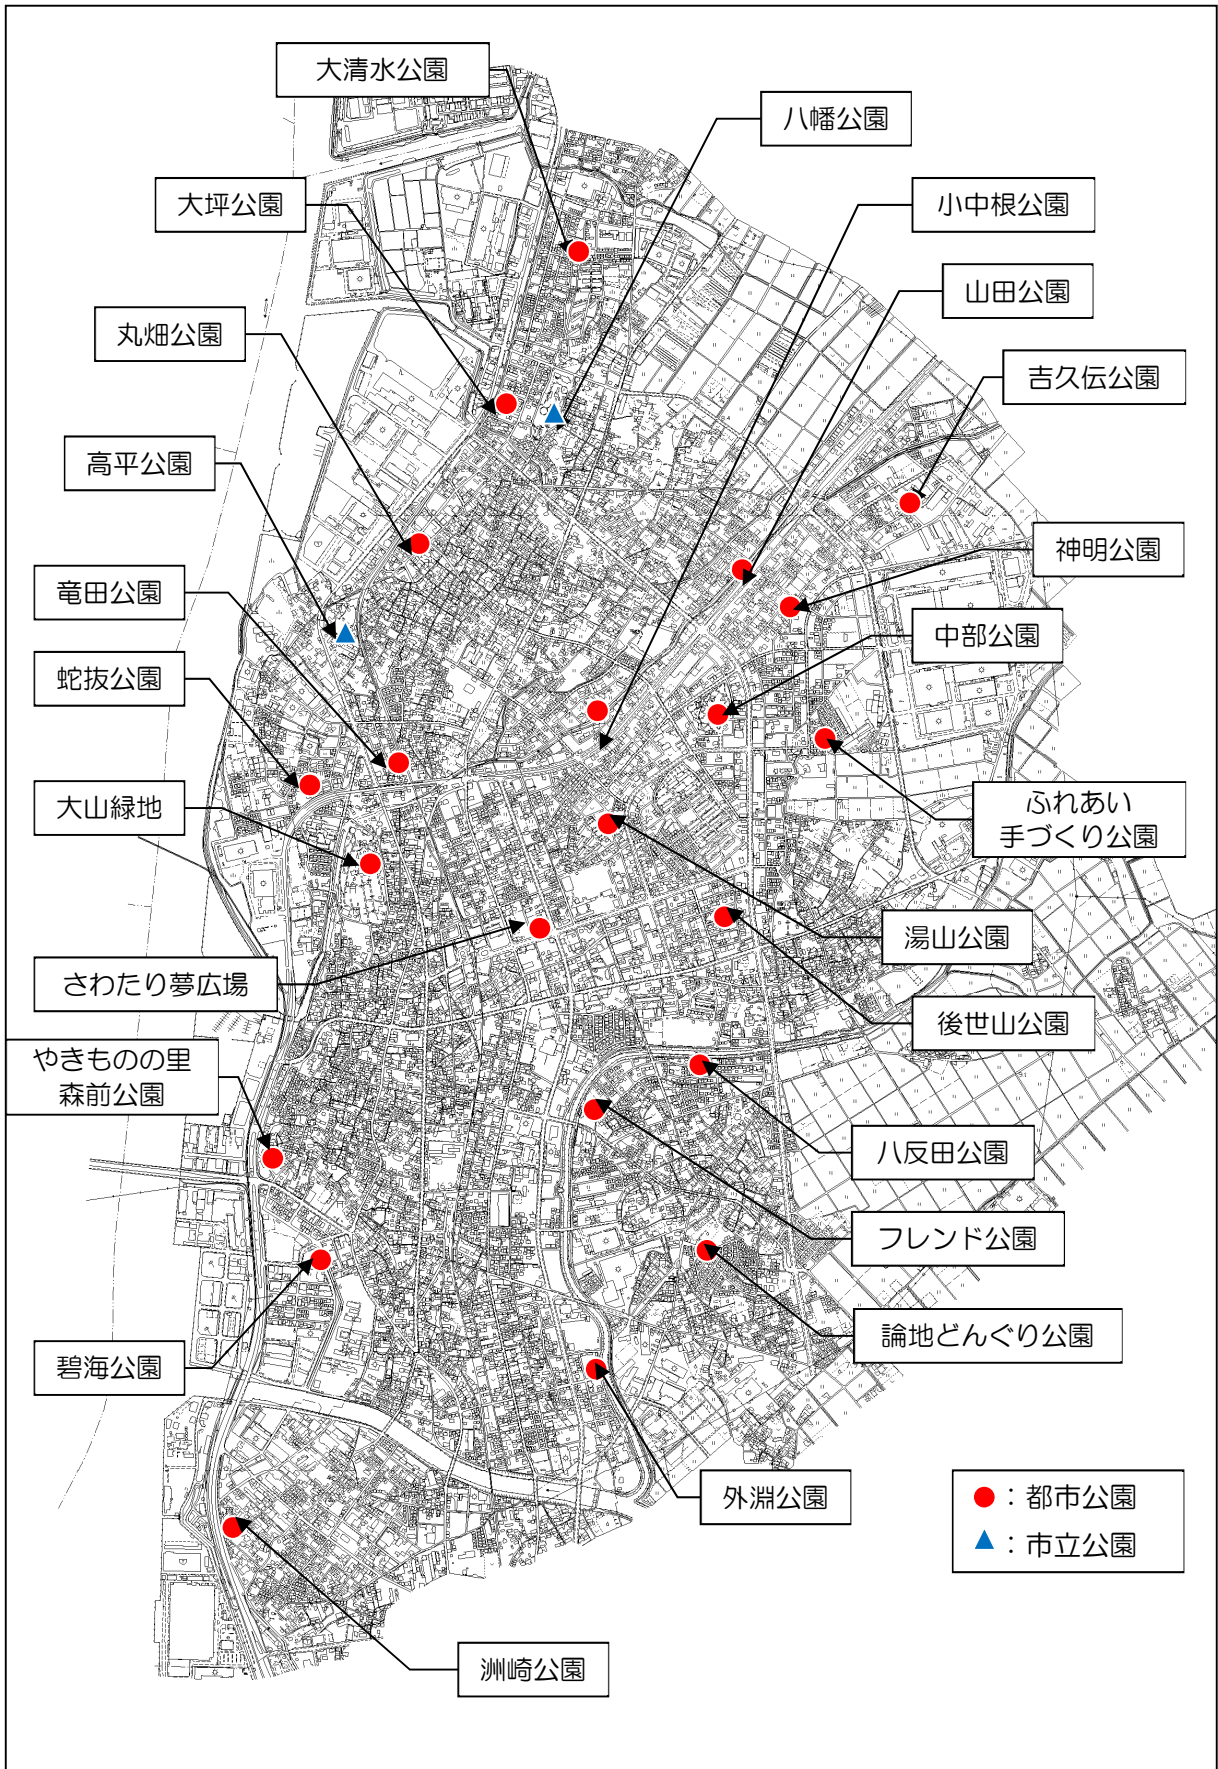 大清水公園
八幡公園
大坪公園
小中根公園
山田公園
丸畑公園
吉久伝公園
高平公園
神明公園
竜田公園
中部公園
蛇抜公園
大山緑地
ふれあい
手づくり公園
湯山公園
さわたり夢広場
後世山公園
やきものの里
森前公園
八反田公園
フレンド公園
論地どんぐり公園
碧海公園
外淵公園
●：都市公園
▲：市立公園
洲崎公園